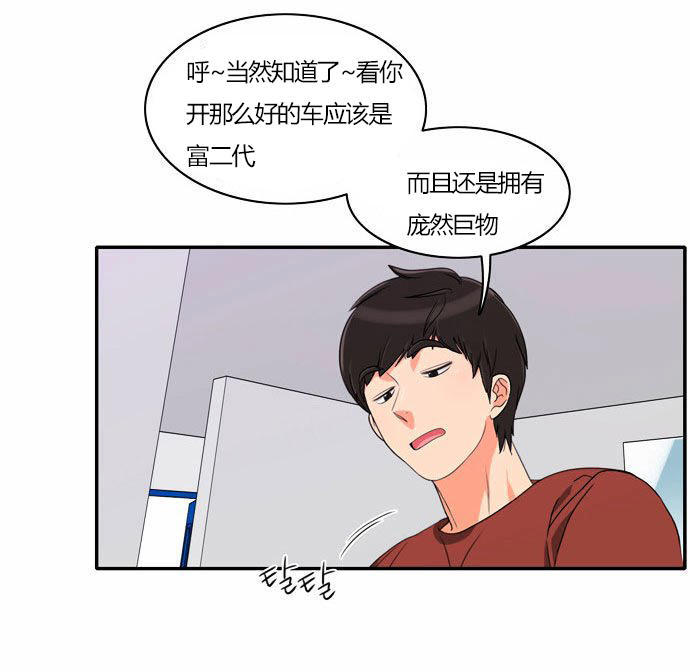 呼~当然知道了~看你
开那么好的车应该是
富二代
而且还是拥有
庞然巨物
탈탈